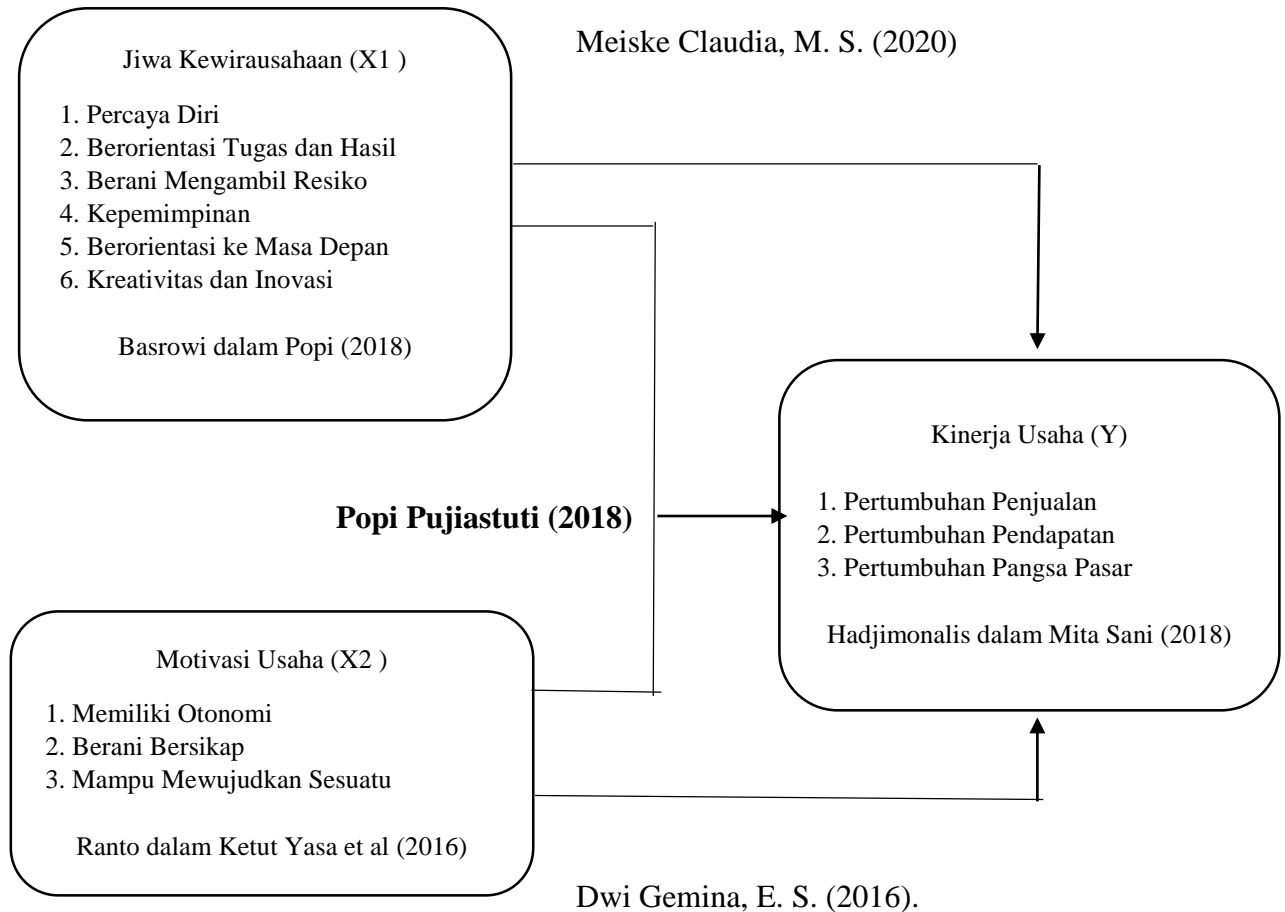 Meiske Claudia, M. S. (2020)
Jiwa Kewirausahaan (X1 )
1. Percaya Diri
2. Berorientasi Tugas dan Hasil
3. Berani Mengambil Resiko
4. Kepemimpinan
5. Berorientasi ke Masa Depan
6. Kreativitas dan Inovasi
Basrowi dalam Popi (2018)
Kinerja Usaha (Y)
1. Pertumbuhan Penjualan
2. Pertumbuhan Pendapatan
3. Pertumbuhan Pangsa Pasar
Hadjimonalis dalam Mita Sani (2018)
Popi Pujiastuti (2018)
Motivasi Usaha (X2 )
1. Memiliki Otonomi
2. Berani Bersikap
3. Mampu Mewujudkan Sesuatu
Ranto dalam Ketut Yasa et al (2016)
Dwi Gemina, E. S. (2016).